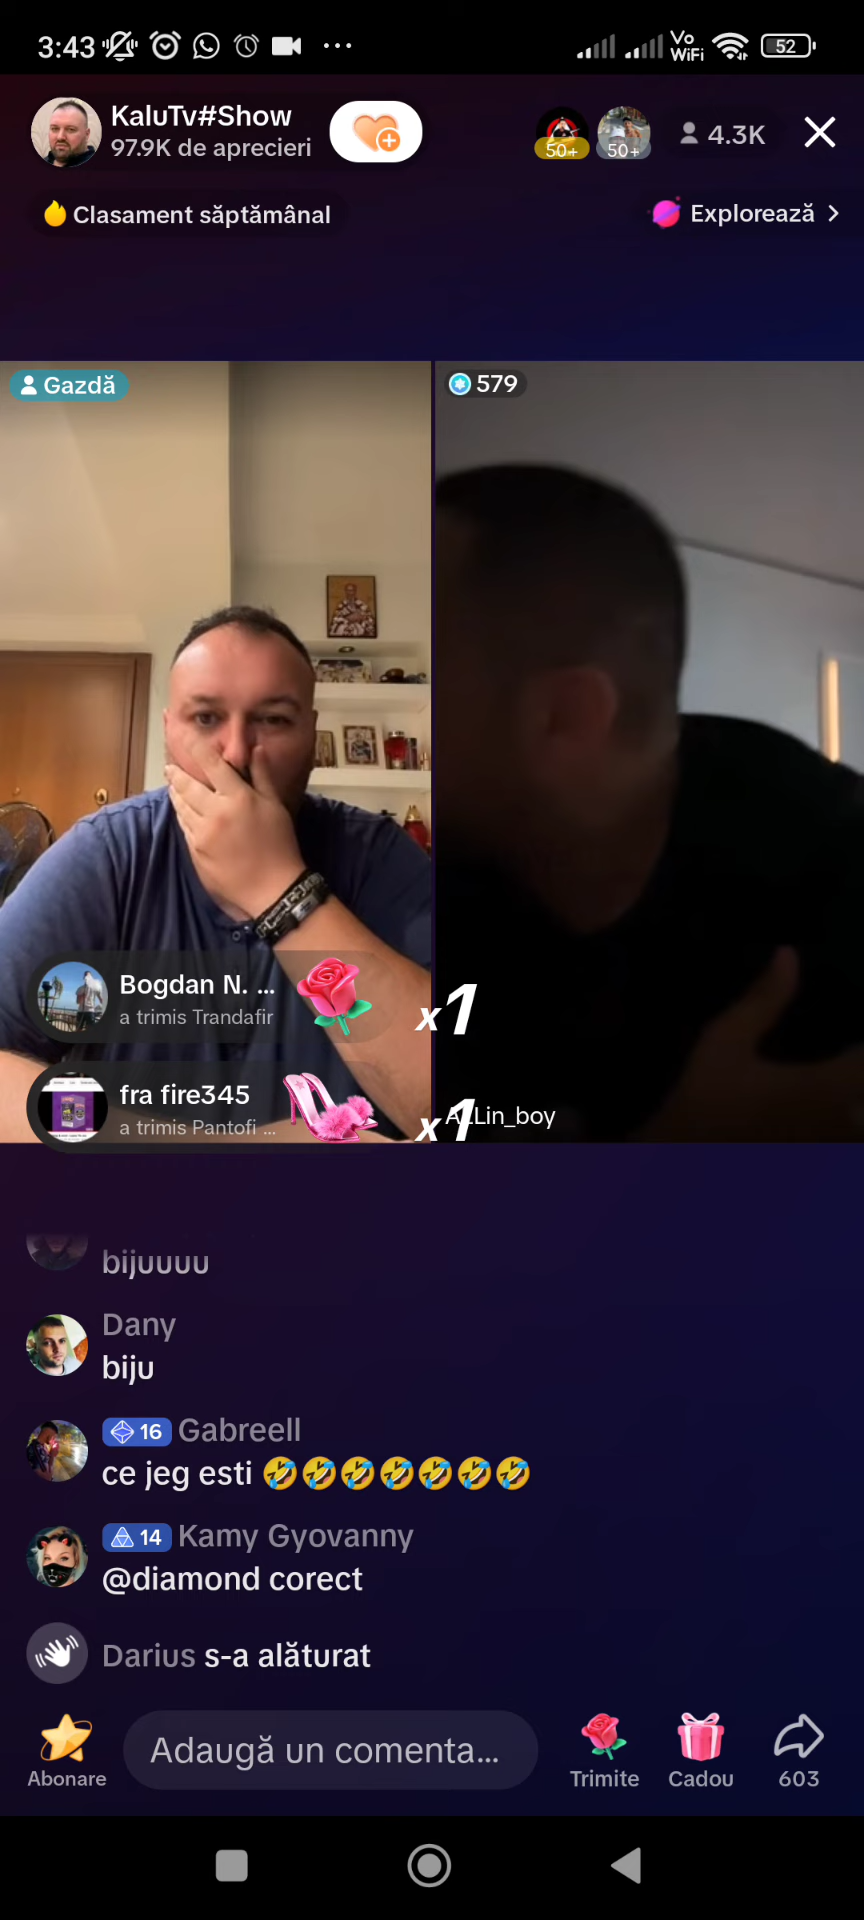 3:43
Vo
WiFi
52
KaluTv#Show
97.9K de aprecieri
50+
50+
4.3K
Clasament săptămânal
Explorează
Gazdă
579
Bogdan N. ...
a trimis Trandafir
x1
fra fire345
a trimis Pantofi ...
x1
ALLin_boy
bijuuuu
Dany
biju
16 Gabreell
ce jeg esti 🤣🤣🤣🤣🤣🤣🤣
14 Kamy Gyovanny
@diamond corect
Darius s-a alăturat
Abonare
Adaugă un comenta...
Trimite
Cadou
603